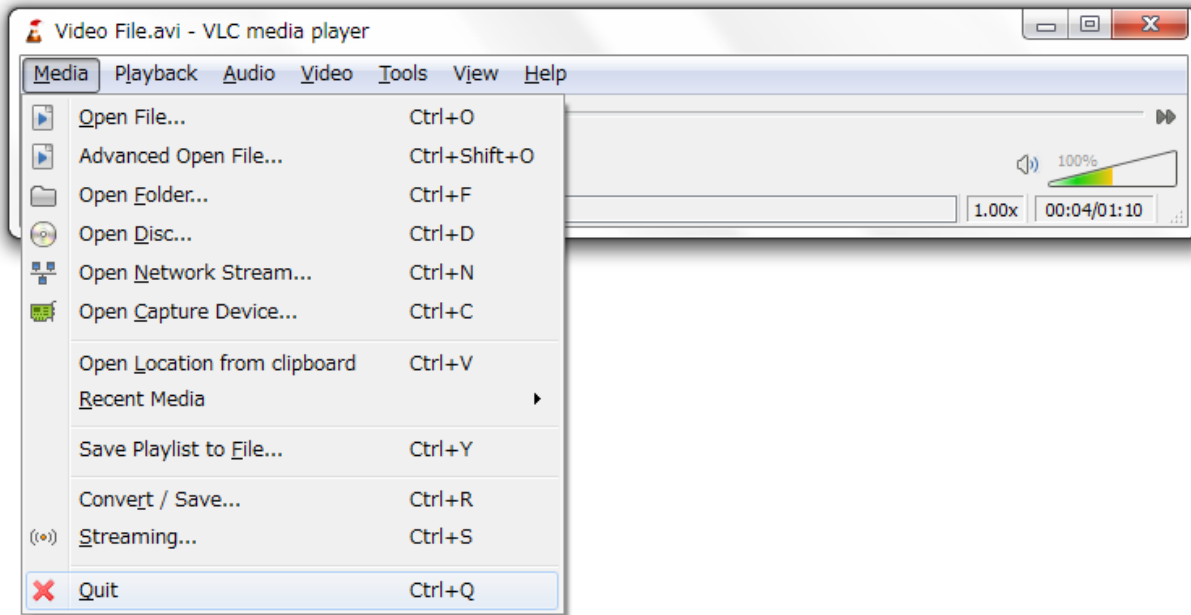 Video File.avi - VLC media player
Media Playback Audio Video Tools View Help
Open File... Ctrl+O
Advanced Open File... Ctrl+Shift+O
100%
Open Folder... Ctrl+F
1.00x 00:04/01:10
Open Disc... Ctrl+D
Open Network Stream... Ctrl+N
Open Capture Device... Ctrl+C
Open Location from clipboard Ctrl+V
Recent Media
Save Playlist to File... Ctrl+Y
Convert / Save... Ctrl+R
Streaming... Ctrl+S
Quit Ctrl+Q